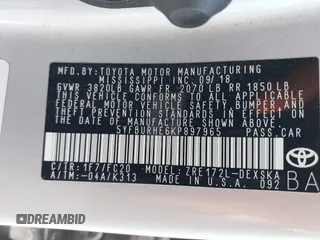 MFD.BY:TOYOTA MOTOR MANUFACTURING
MISSISSIPPI INC. 09/18
GVWR 3820LB GAWR FR 2070 LB RR 1850 LB
THIS VEHICLE CONFORMS TO ALL APPLICABLE
FEDERAL MOTOR VEHICLE SAFETY, BUMPER, AND
THEFT PREVENTION STANDARDS IN EFFECT ON
THE DATE OF MANUFACTURE SHOWN ABOVE.
5YFBURHE6KP897965 PASS.CAR
C/TR:1F7/FC20 ZRE172L-DEXSKA
A/TM:-04A/K313 MADE IN U.S.A. 092
TOYOTA
BA
© DREAMBID